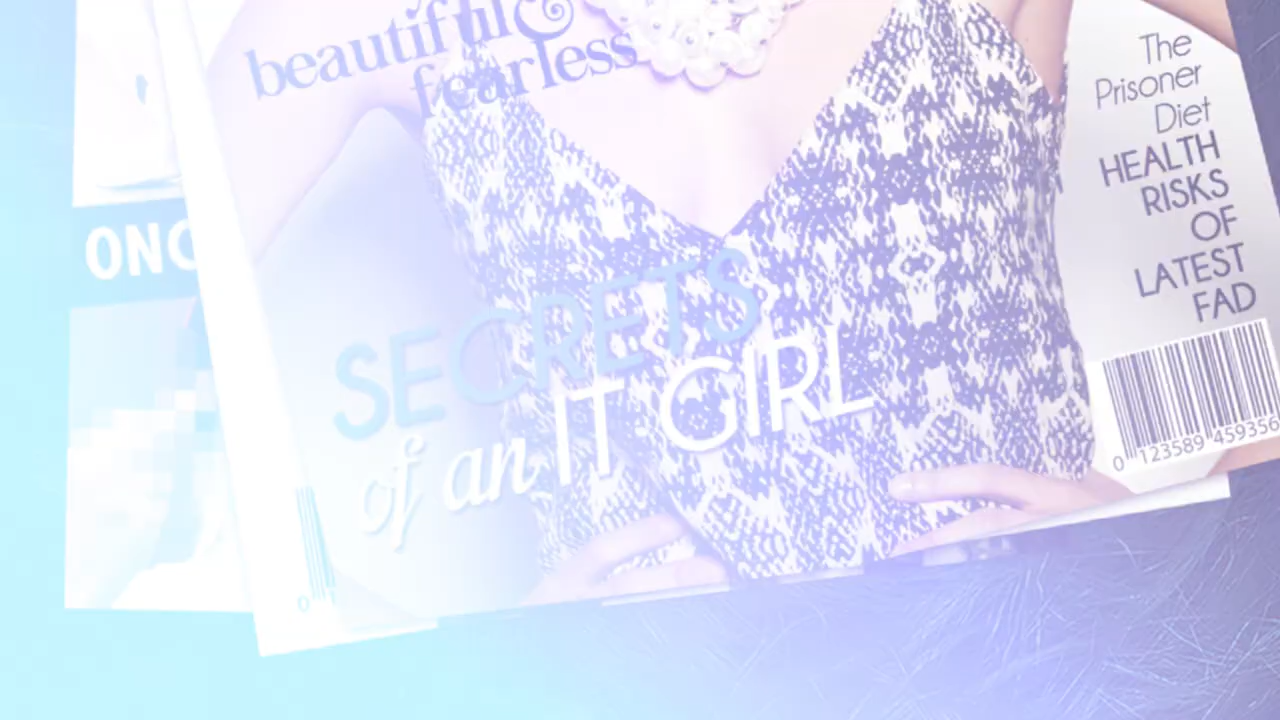 beautiful &
fearless
The
Prisoner
Diet
HEALTH
RISKS
OF
LATEST
FAD
SECRETS
of an IT GIRL
0 123589 459356
ONC
0